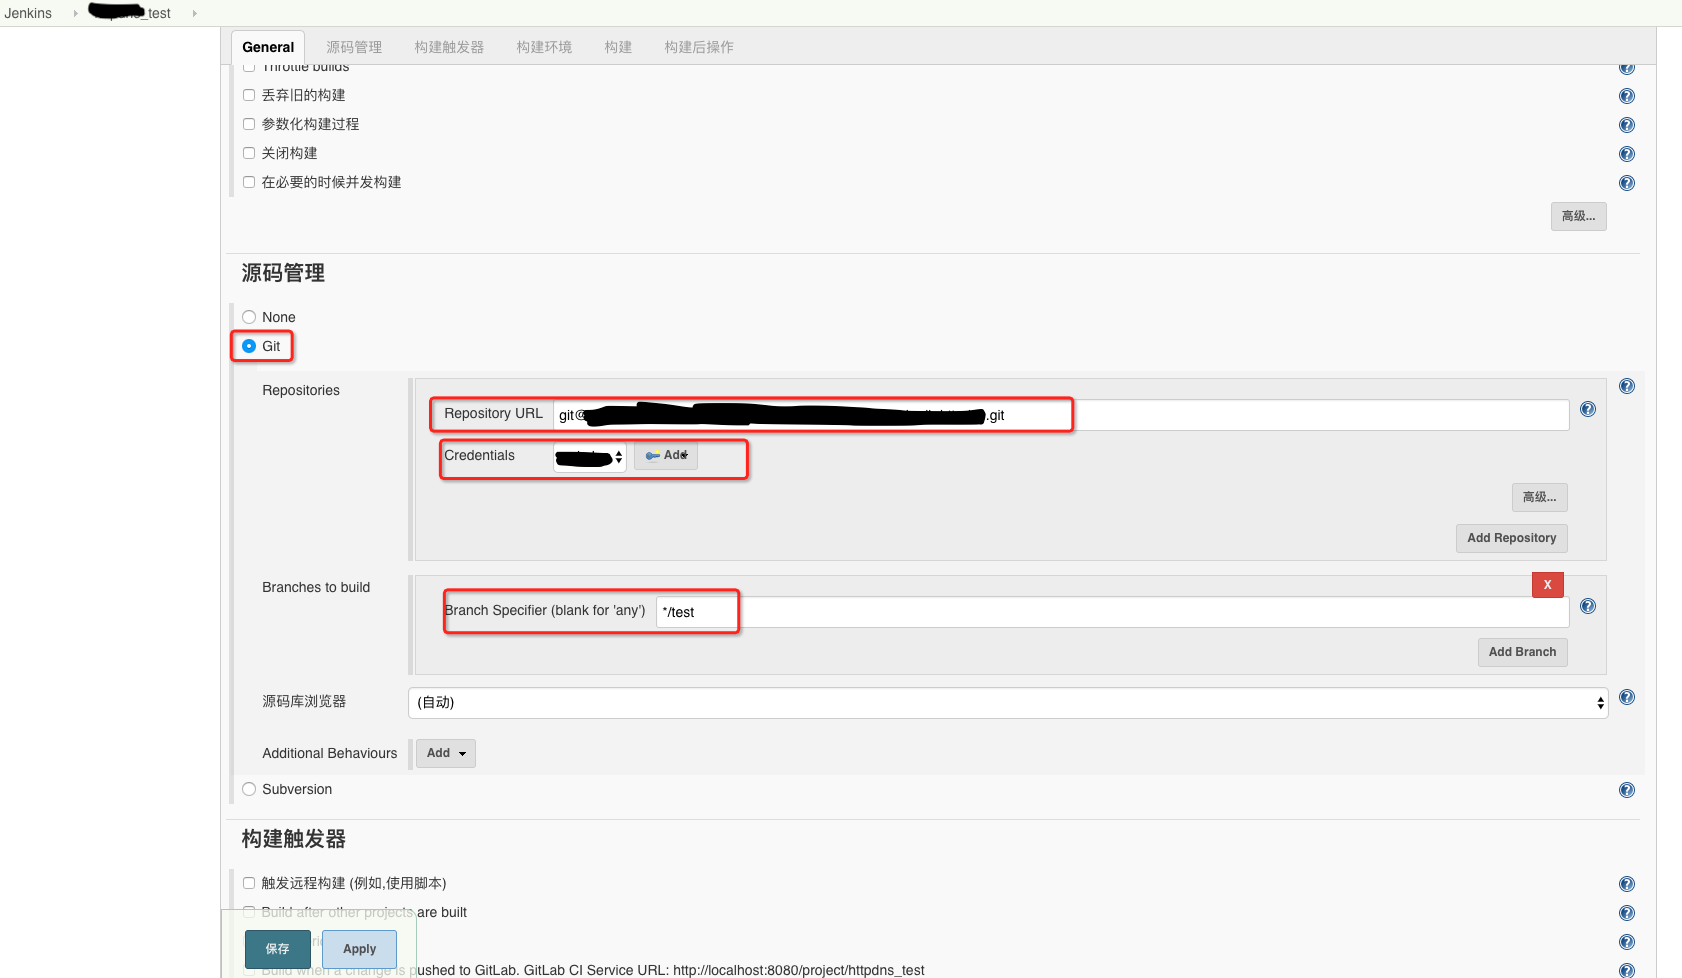 Jenkins
_test
General 源码管理 构建触发器 构建环境 构建 构建后操作
Throttle builds
丢弃旧的构建
参数化构建过程
关闭构建
在必要的时候并发构建
高级...
源码管理
None
Git
Repositories
Repository URL git@ .git
Credentials Add
高级...
Add Repository
Branches to build
X
Branch Specifier (blank for 'any') */test
Add Branch
源码库浏览器 (自动)
Additional Behaviours Add
Subversion
构建触发器
触发远程构建 (例如,使用脚本)
Build after other projects are built
保存 Apply
Build when a change is pushed to GitLab. GitLab CI Service URL: http://localhost:8080/project/httpdns_test